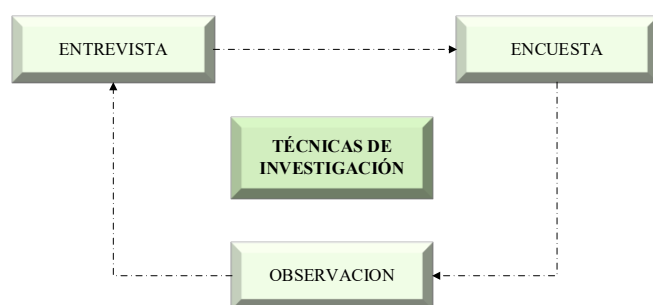 ENTREVISTA
ENCUESTA
TÉCNICAS DE
INVESTIGACIÓN
OBSERVACION